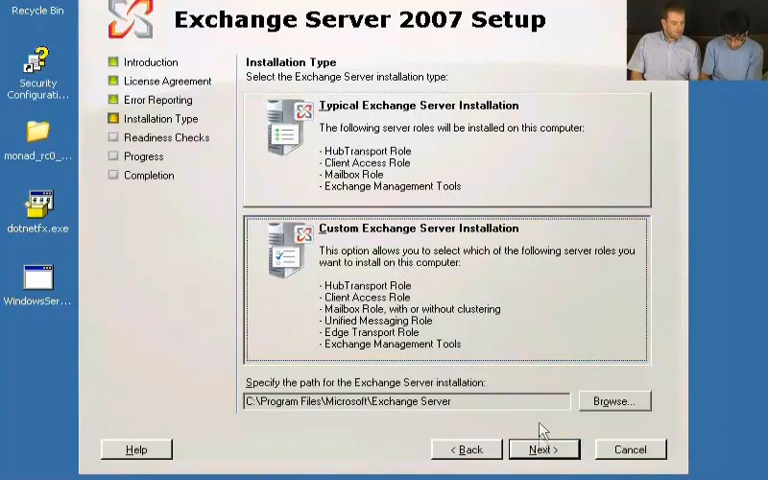 Recycle Bin
Security
Configurati...
monad_rc0_...
dotnetfx.exe
WindowsSer...
Exchange Server 2007 Setup
Introduction
License Agreement
Error Reporting
Installation Type
Readiness Checks
Progress
Completion
Installation Type
Select the Exchange Server installation type:
Typical Exchange Server Installation
The following server roles will be installed on this computer:
- HubTransport Role
- Client Access Role
- Mailbox Role
- Exchange Management Tools
Custom Exchange Server Installation
This option allows you to select which of the following server roles you
want to install on this computer:
- HubTransport Role
- Client Access Role
- Mailbox Role, with or without clustering
- Unified Messaging Role
- Edge Transport Role
- Exchange Management Tools
Specify the path for the Exchange Server installation:
C:\Program Files\Microsoft\Exchange Server
Browse...
Help
< Back
Next >
Cancel